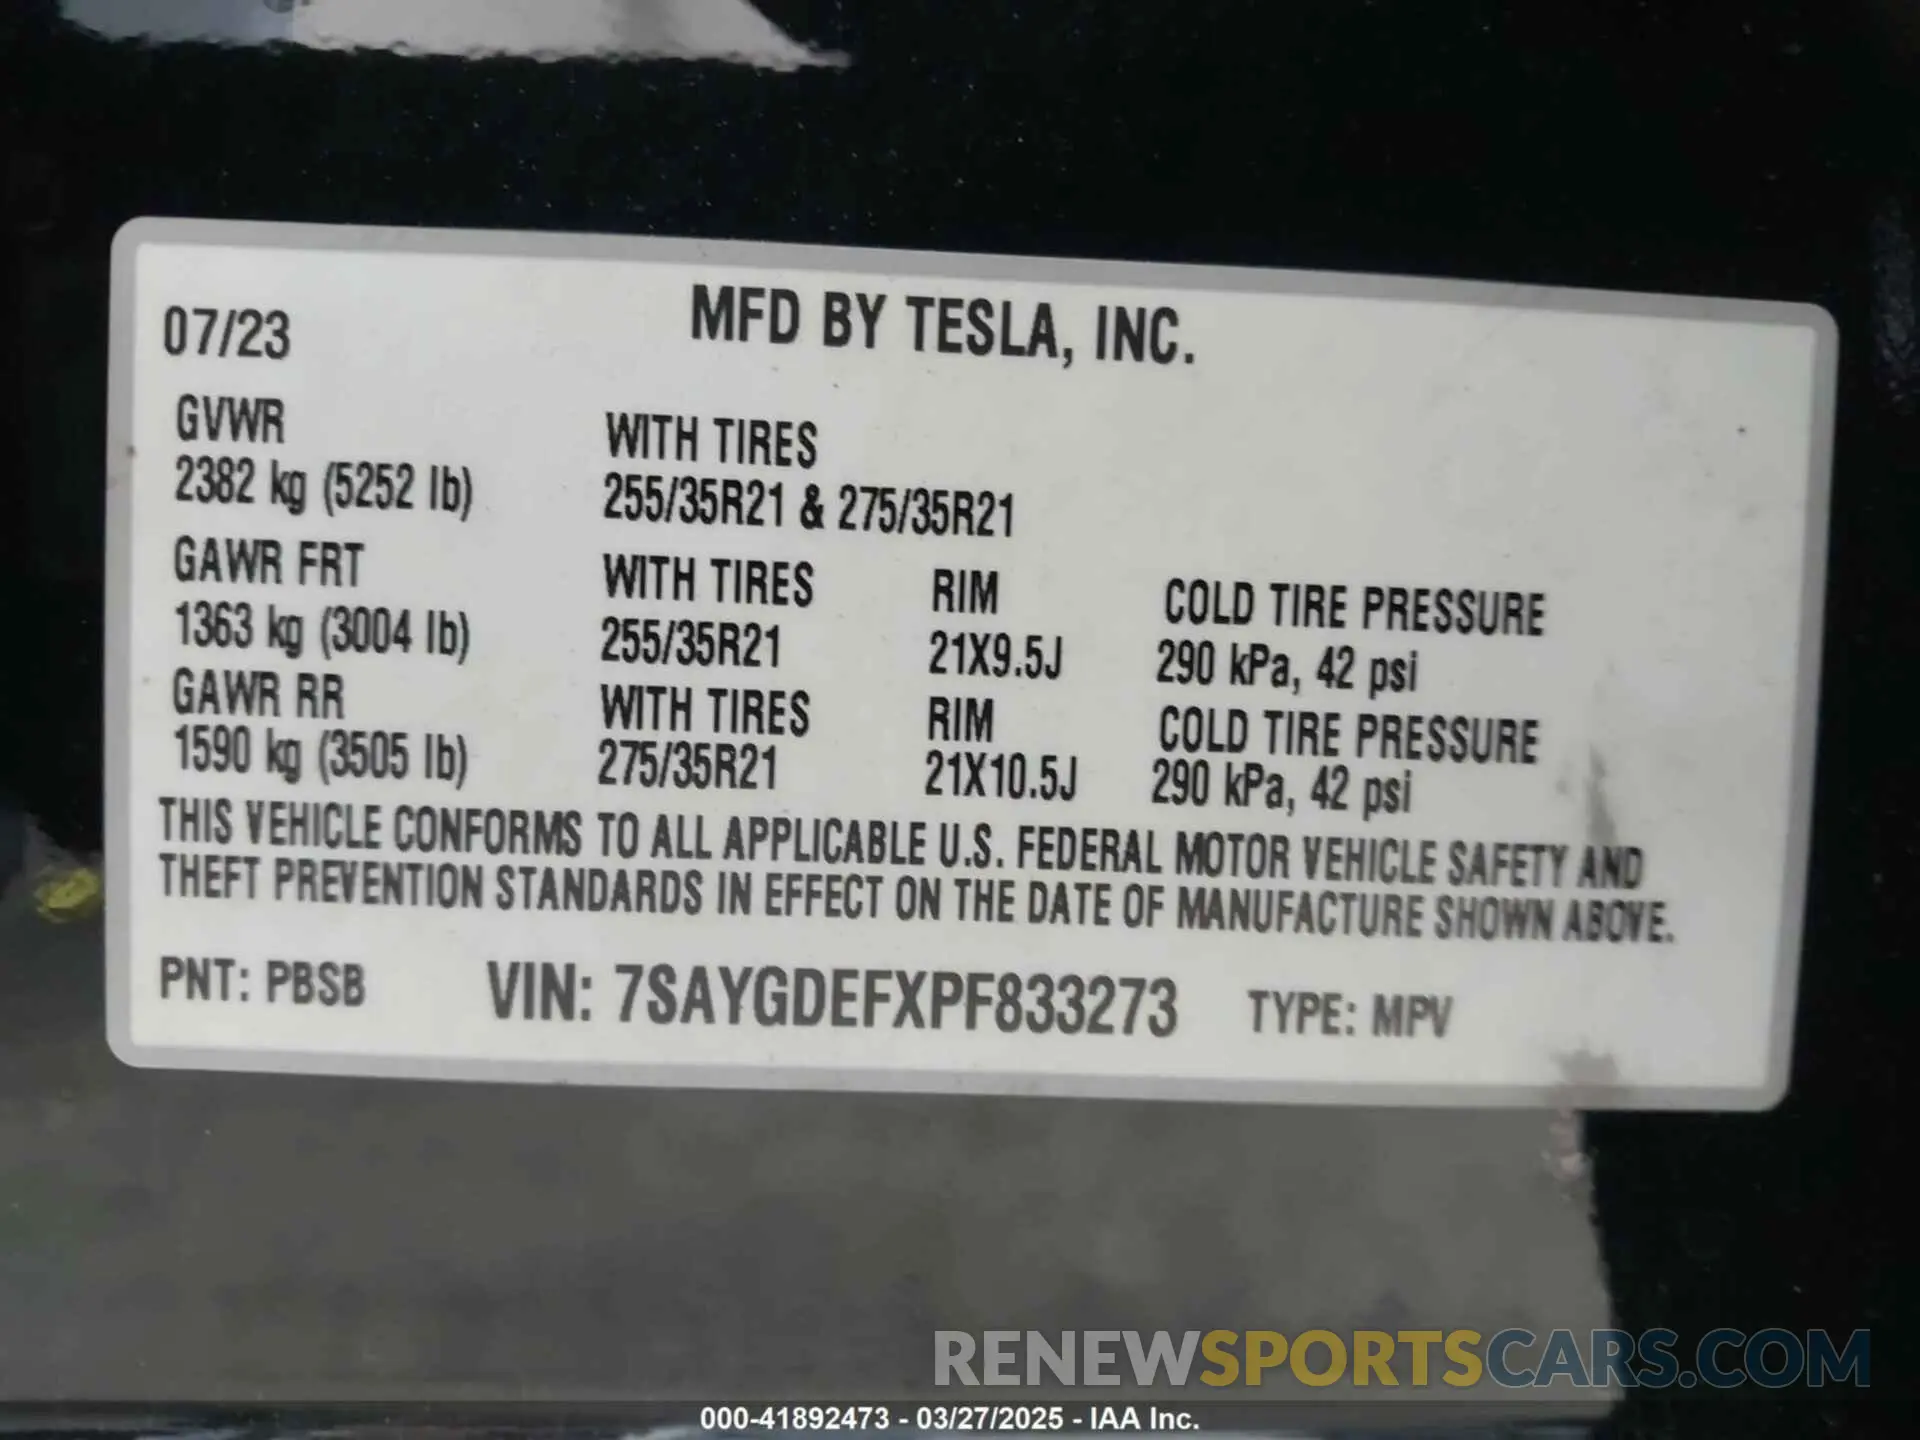 07/23 MFD BY TESLA, INC.
GVWR WITH TIRES
2382 kg (5252 lb) 255/35R21 & 275/35R21
GAWR FRT WITH TIRES RIM COLD TIRE PRESSURE
1363 kg (3004 lb) 255/35R21 21X9.5J 290 kPa, 42 psi
GAWR RR WITH TIRES RIM COLD TIRE PRESSURE
1590 kg (3505 lb) 275/35R21 21X10.5J 290 kPa, 42 psi
THIS VEHICLE CONFORMS TO ALL APPLICABLE U.S. FEDERAL MOTOR VEHICLE SAFETY AND
THEFT PREVENTION STANDARDS IN EFFECT ON THE DATE OF MANUFACTURE SHOWN ABOVE.
PNT: PBSB VIN: 7SAYGDEFXPF833273 TYPE: MPV
RENEWSPORTSCARS.COM
000-41892473 - 03/27/2025 - IAA Inc.